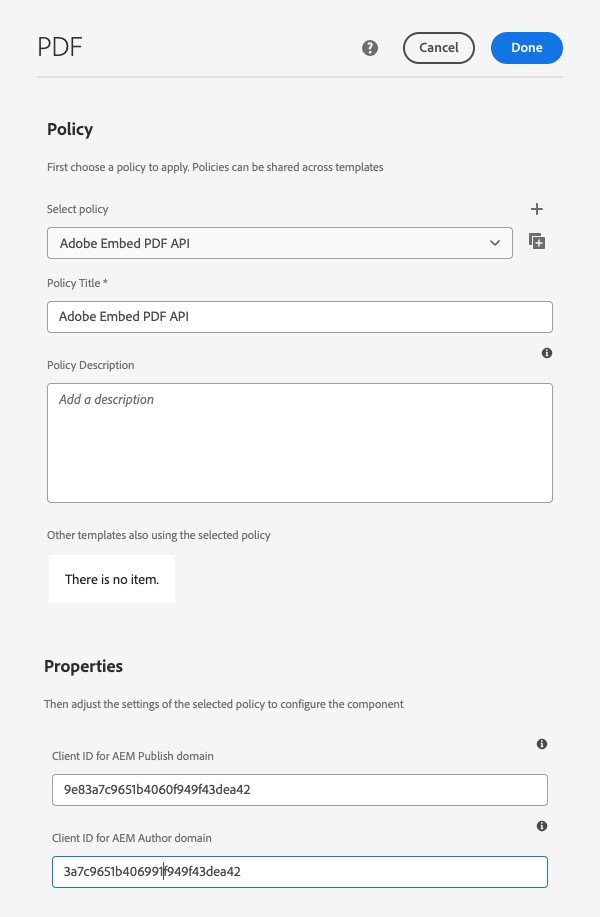 PDF
Cancel
Done
Policy
First choose a policy to apply. Policies can be shared across templates
Select policy
Adobe Embed PDF API
Policy Title *
Adobe Embed PDF API
Policy Description
Add a description
Other templates also using the selected policy
There is no item.
Properties
Then adjust the settings of the selected policy to configure the component
Client ID for AEM Publish domain
9e83a7c9651b4060f949f43dea42
Client ID for AEM Author domain
3a7c9651b406991f949f43dea42